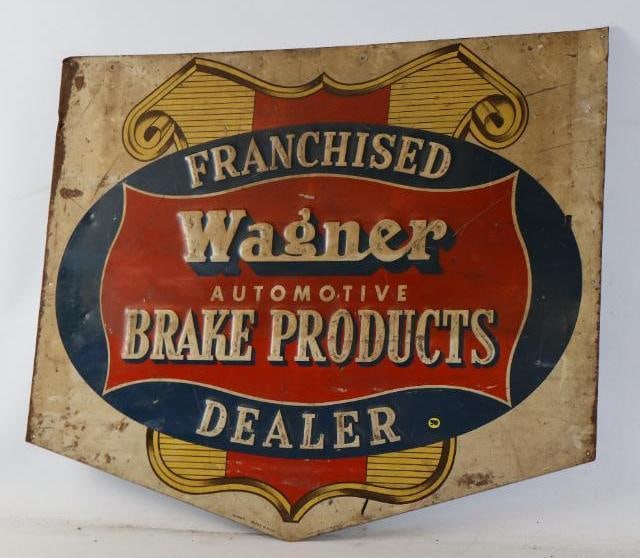 FRANCHISED
Wagner
AUTOMOTIVE
BRAKE PRODUCTS
DEALER